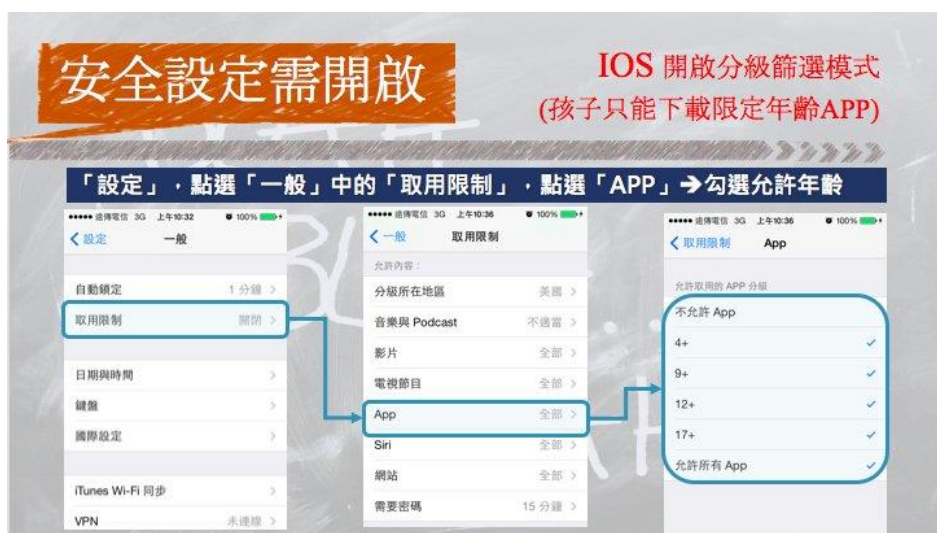 安全設定需開啟
IOS 開啟分級篩選模式
(孩子只能下載限定年齡APP)
「設定」，點選「一般」中的「取用限制」，點選「APP」➔勾選允許年齡
遠傳電信 3G 上午10:32 100%
設定 一般
自動鎖定 1 分鐘
取用限制 關閉
日期與時間
鍵盤
國際設定
iTunes Wi-Fi 同步
VPN 未連線
遠傳電信 3G 上午10:36 100%
一般 取用限制
允許內容：
分級所在地區 美國
音樂與 Podcast 不適當
影片 全部
電視節目 全部
App 全部
Siri 全部
網站 全部
需要密碼 15 分鐘
遠傳電信 3G 上午10:36 100%
取用限制 App
允許取用的 APP 分級
不允許 App
4+
9+
12+
17+
允許所有 App